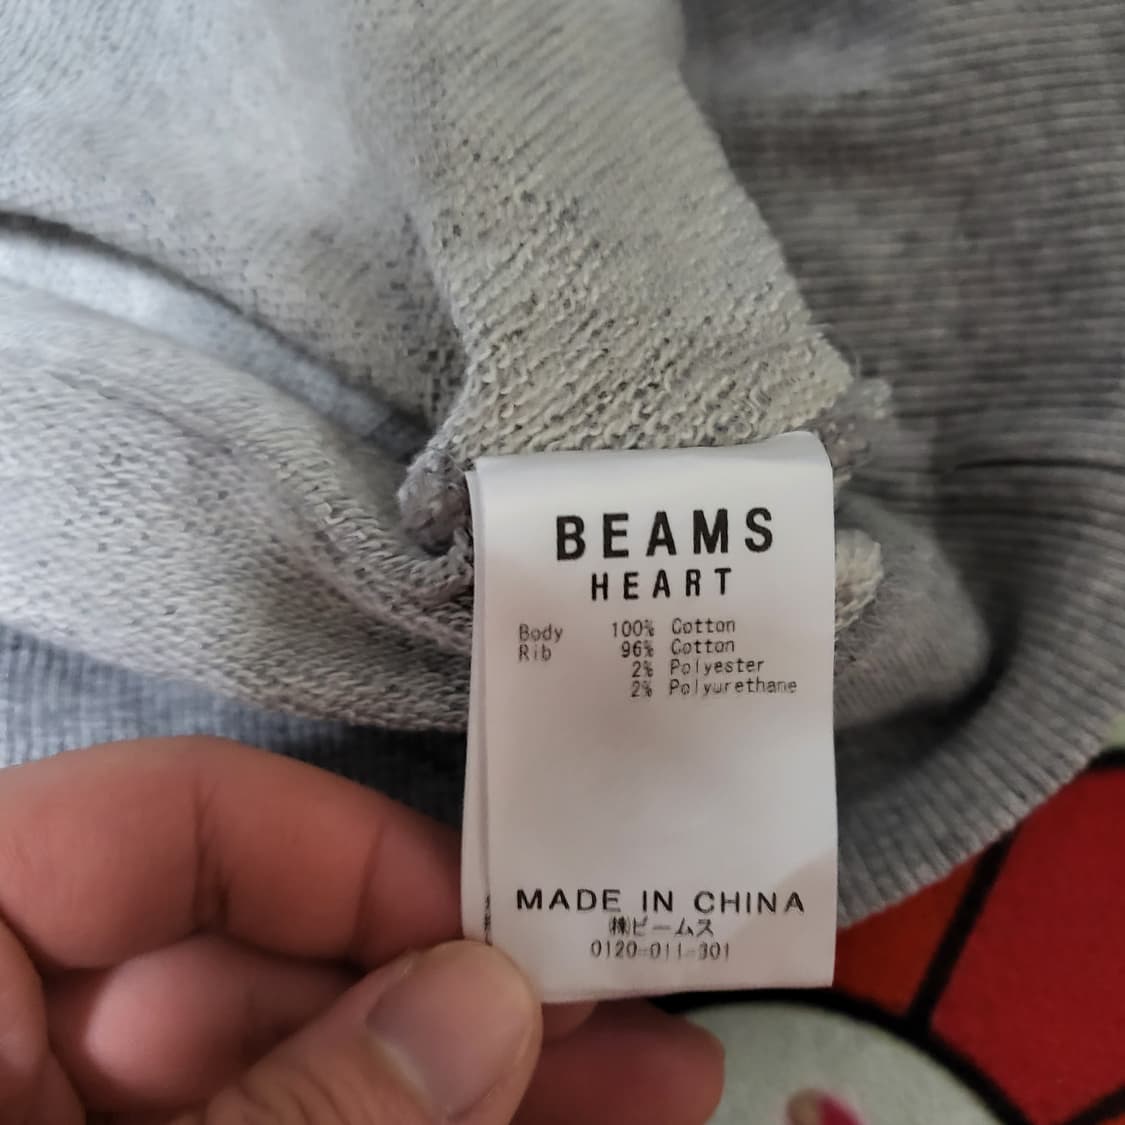 BEAMS
HEART
Body 100% Cotton
Rib 96% Cotton
2% Polyester
2% Polyurethane
MADE IN CHINA
㈱ビームス
0120-011-301